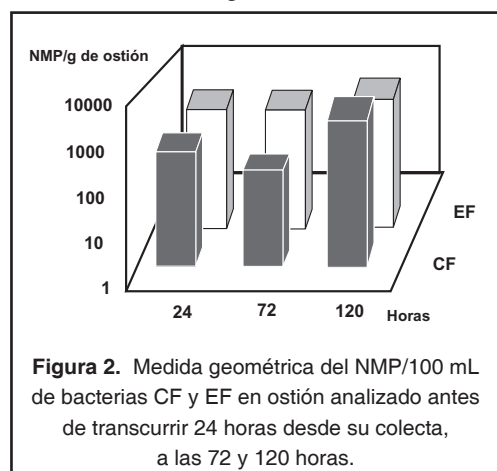 NMP/g de ostión
10000
1000
100
10
1
EF
CF
24 72 120 Horas
Figura 2. Medida geométrica del NMP/100 mL
de bacterias CF y EF en ostión analizado antes
de transcurrir 24 horas desde su colecta,
a las 72 y 120 horas.